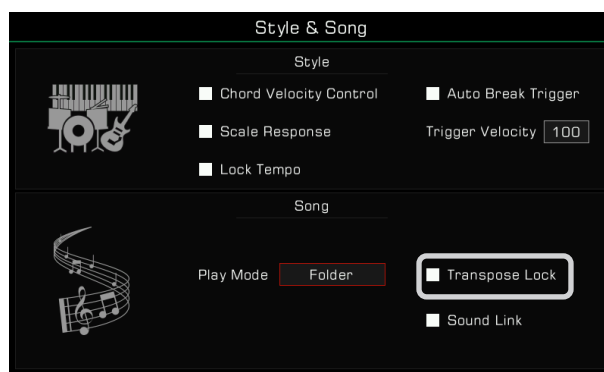 Style & Song
Style
Chord Velocity Control
Auto Break Trigger
Scale Response
Trigger Velocity 100
Lock Tempo
Song
Play Mode Folder
Transpose Lock
Sound Link